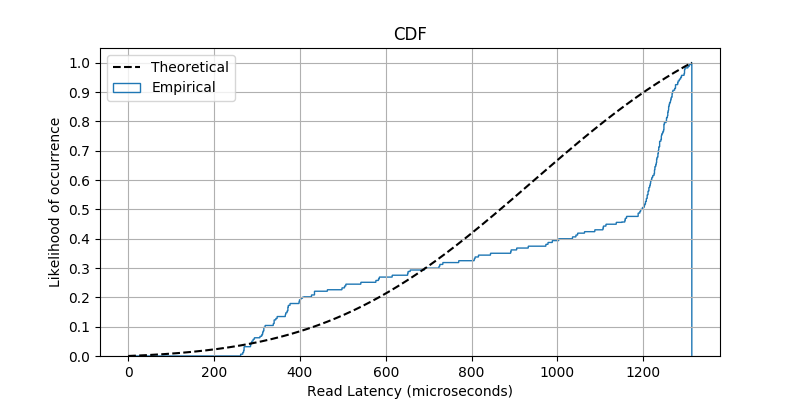 CDF
Likelihood of occurrence
1.0
0.9
0.8
0.7
0.6
0.5
0.4
0.3
0.2
0.1
0.0
Theoretical
Empirical
0 200 400 600 800 1000 1200
Read Latency (microseconds)